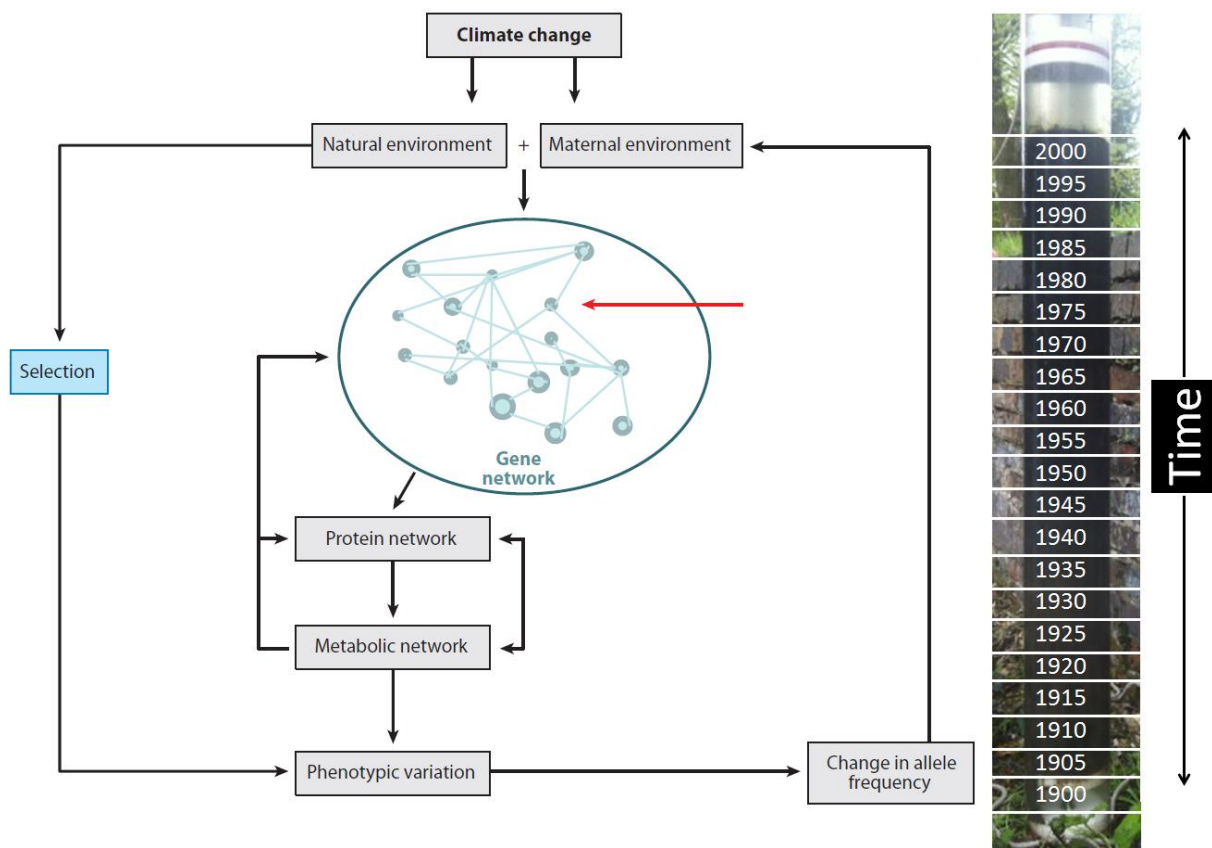 Climate change
Natural environment
+
Maternal environment
Selection
Gene
network
Protein network
Metabolic network
Phenotypic variation
Change in allele
frequency
2000
1995
1990
1985
1980
1975
1970
1965
1960
1955
1950
1945
1940
1935
1930
1925
1920
1915
1910
1905
1900
Time